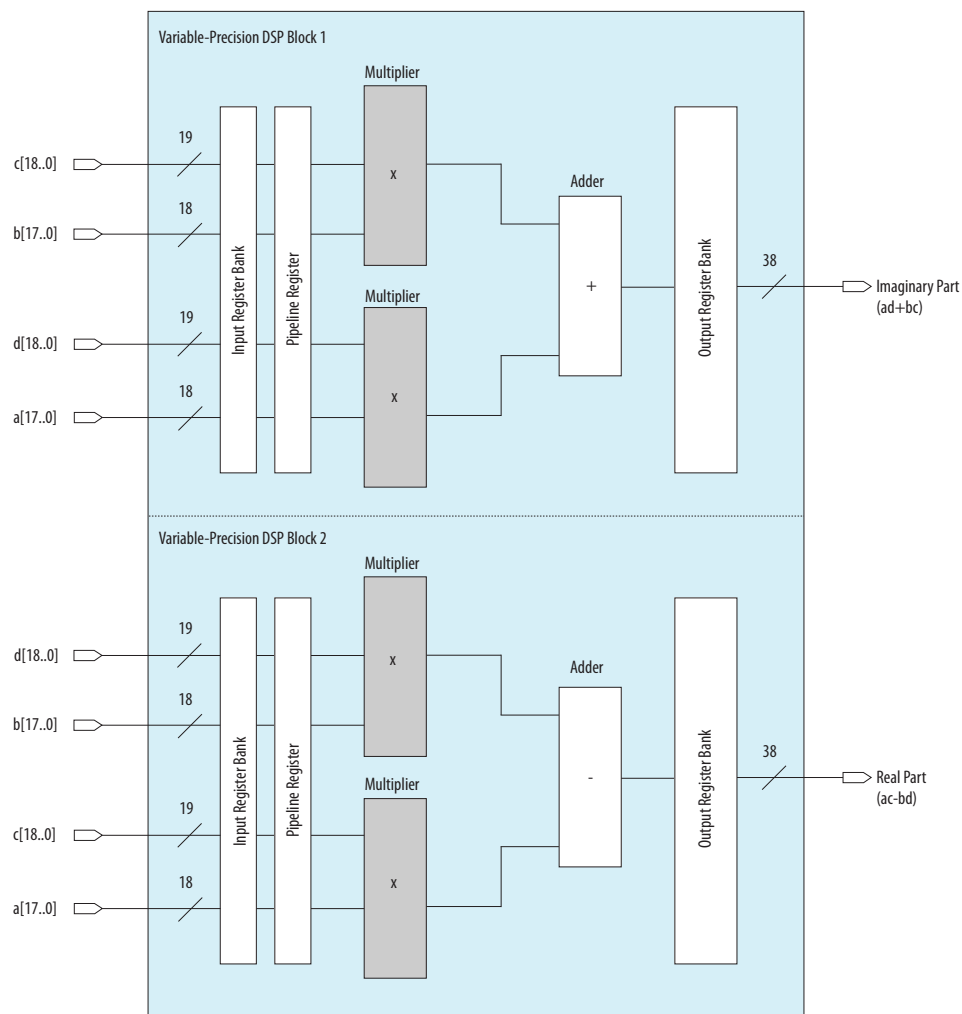 Variable-Precision DSP Block 1
Multiplier
19
c[18..0]
x
18
b[17..0]
Adder
Input Register Bank
Pipeline Register
Output Register Bank
+
38
Imaginary Part
(ad+bc)
Multiplier
19
d[18..0]
x
18
a[17..0]
Variable-Precision DSP Block 2
Multiplier
19
d[18..0]
x
18
b[17..0]
Adder
Input Register Bank
Pipeline Register
Output Register Bank
-
38
Real Part
(ac-bd)
Multiplier
19
c[18..0]
x
18
a[17..0]